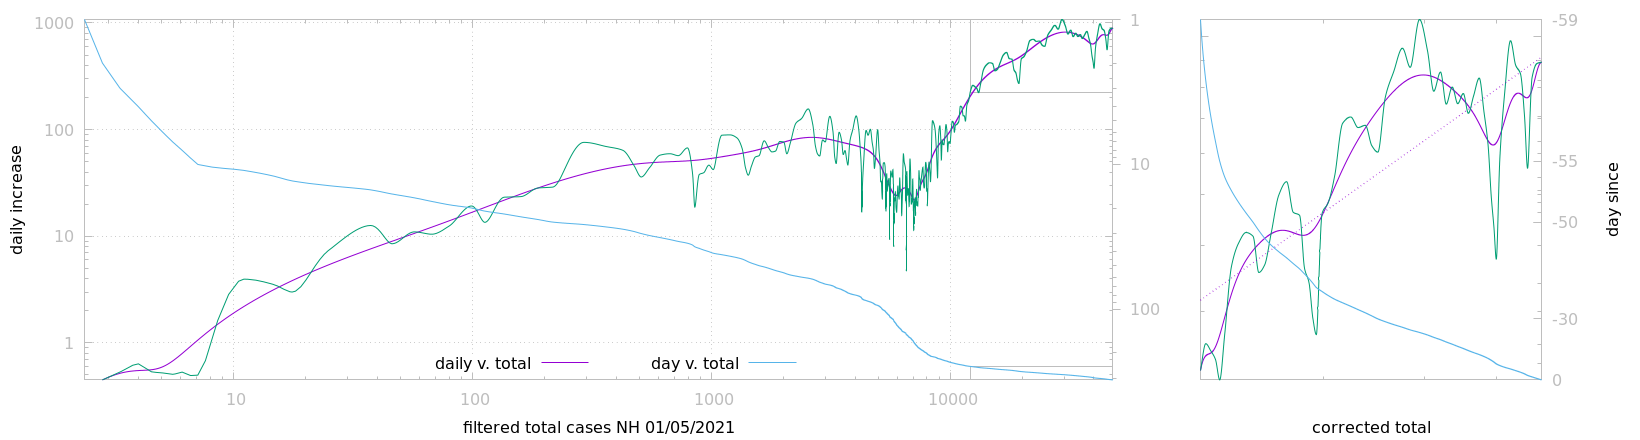 1000
100
10
1
daily increase
10
100
1000
10000
filtered total cases NH 01/05/2021
daily v. total
day v. total
1
10
100
-59
-55
-50
-30
0
day since
corrected total